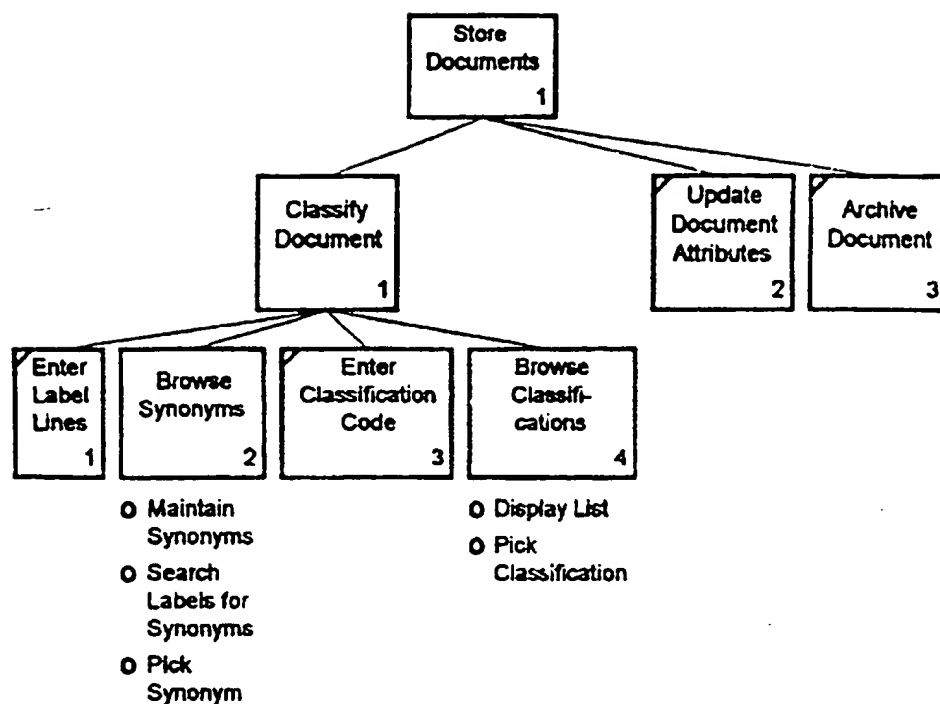 Store
Documents
1
Classify
Document
1
Update
Document
Attributes
2
Archive
Document
3
Enter
Label
Lines
1
Browse
Synonyms
2
Enter
Classification
Code
3
Browse
Classifi-
cations
4
Maintain
Synonyms
Search
Labels for
Synonyms
Pick
Synonym
Display List
Pick
Classification